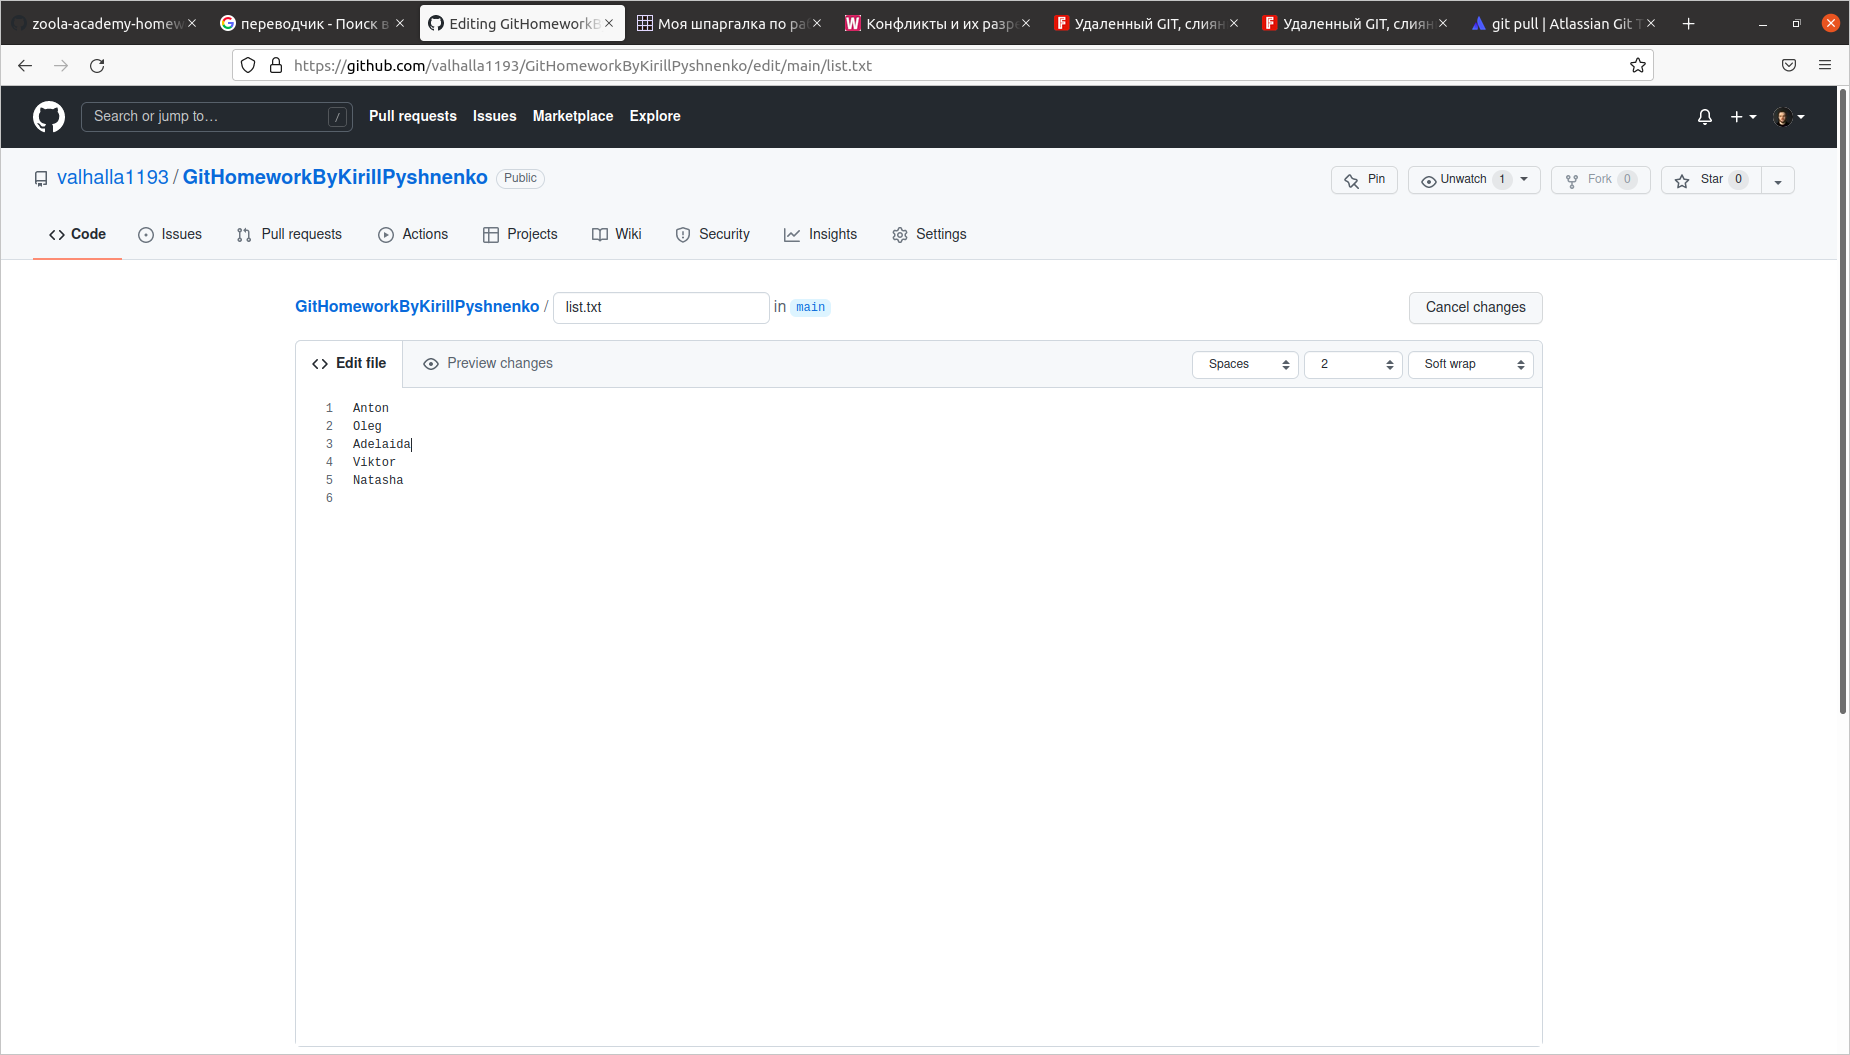 zoola-academy-homew
переводчик - Поиск в
Editing GitHomeworkB
Моя шпаргалка по ра
Конфликты и их разре
Удаленный GIT, слиян
Удаленный GIT, слиян
git pull | Atlassian Git T
https://github.com/valhalla1193/GitHomeworkByKirillPyshnenko/edit/main/list.txt
Search or jump to… / Pull requests Issues Marketplace Explore
valhalla1193 / GitHomeworkByKirillPyshnenko Public
Pin Unwatch 1 Fork 0 Star 0
Code Issues Pull requests Actions Projects Wiki Security Insights Settings
GitHomeworkByKirillPyshnenko / list.txt in main Cancel changes
Edit file Preview changes Spaces 2 Soft wrap
1 Anton
2 Oleg
3 Adelaida
4 Viktor
5 Natasha
6